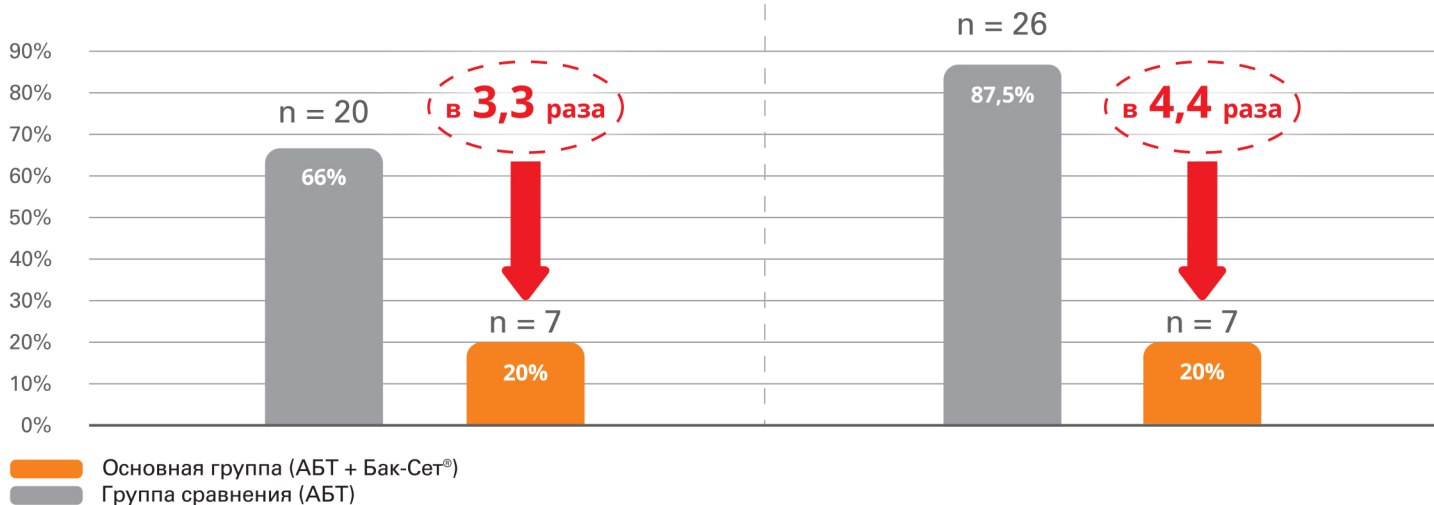 n = 26
90%
80%
70%
60%
50%
40%
30%
20%
10%
0%
n = 20
66%
в 3,3 раза
n = 7
20%
87,5%
в 4,4 раза
n = 7
20%
Основная группа (АБТ + Бак-Сет®)
Группа сравнения (АБТ)